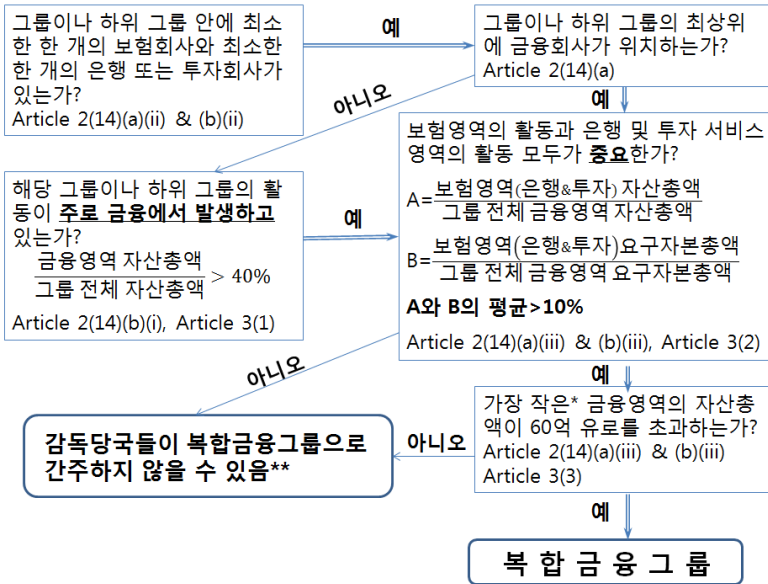 그룹이나 하위 그룹 안에 최소
한 한 개의 보험회사와 최소한
한 개의 은행 또는 투자회사가
있는가?
Article 2(14)(a)(ii) & (b)(ii)
예
그룹이나 하위 그룹의 최상위
에 금융회사가 위치하는가?
Article 2(14)(a)
아니오
예
해당 그룹이나 하위 그룹의 활
동이 주로 금융에서 발생하고
있는가?
금융영역 자산총액
그룹 전체 자산총액
> 40%
Article 2(14)(b)(i), Article 3(1)
예
보험영역의 활동과 은행 및 투자 서비스
영역의 활동 모두가 중요한가?
A=보험영역(은행&투자) 자산총액
그룹 전체 금융영역 자산총액
B=보험영역(은행&투자)요구자본총액
그룹 전체 금융영역 요구자본총액
A와 B의 평균>10%
Article 2(14)(a)(iii) & (b)(iii), Article 3(2)
아니오
예
가장 작은* 금융영역의 자산총
액이 60억 유로를 초과하는가?
Article 2(14)(a)(iii) & (b)(iii)
Article 3(3)
아니오
감독당국들이 복합금융그룹으로
간주하지 않을 수 있음**
예
복 합 금 융 그 룹